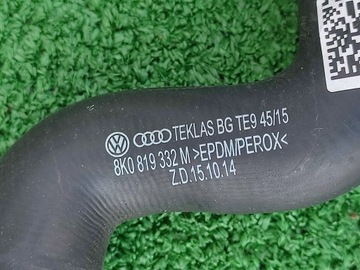 TEKLAS BG TE9 45/15
8K0 819 332 M >EPDM/PEROX<
Z.D.15.10.14